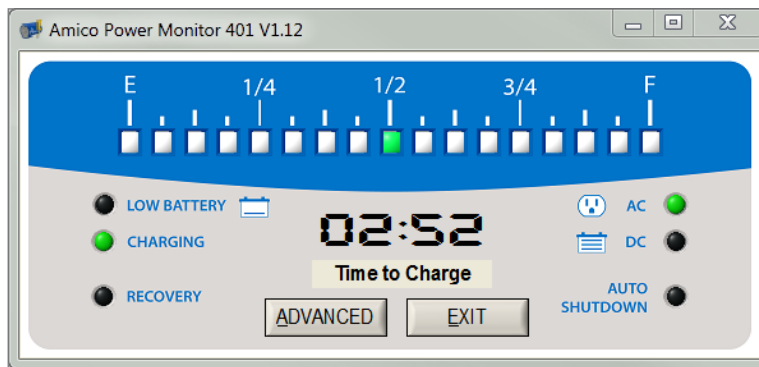 Amico Power Monitor 401 V1.12
E 1/4 1/2 3/4 F
LOW BATTERY
CHARGING
RECOVERY
02:52
Time to Charge
ADVANCED
EXIT
AC
DC
AUTO
SHUTDOWN